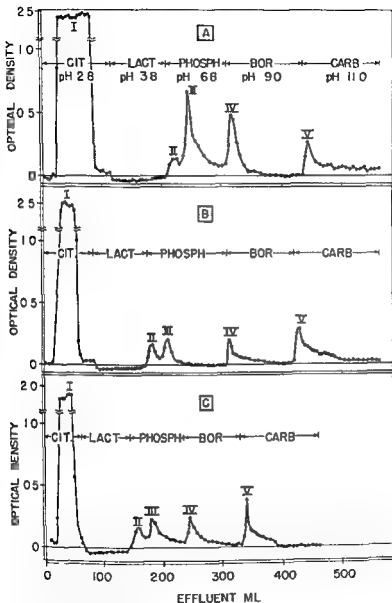 A
2.5
I
CIT LACT PHOSPH BOR CARB
pH 2.8 pH 3.8 pH 6.8 pH 9.0 pH 11.0
1.0
0.5
0
II III IV V
OPTICAL DENSITY
B
2.5
I
1.0
CIT. LACT. PHOSPH BOR CARB.
0.5
0
II III IV V
OPTICAL DENSITY
C
2.0
I
1.0
CIT. LACT. PHOSPH BOR CARB
0.5
0
II III IV V
OPTICAL DENSITY
0 100 200 300 400 500
EFFLUENT ML